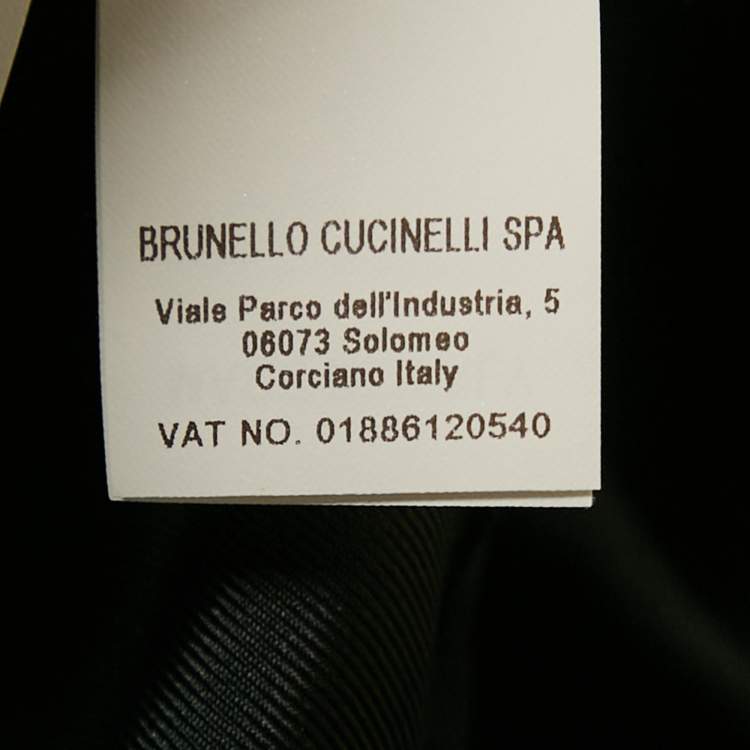 BRUNELLO CUCINELLI SPA
Viale Parco dell'Industria, 5
06073 Solomeo
Corciano Italy
VAT NO. 01886120540